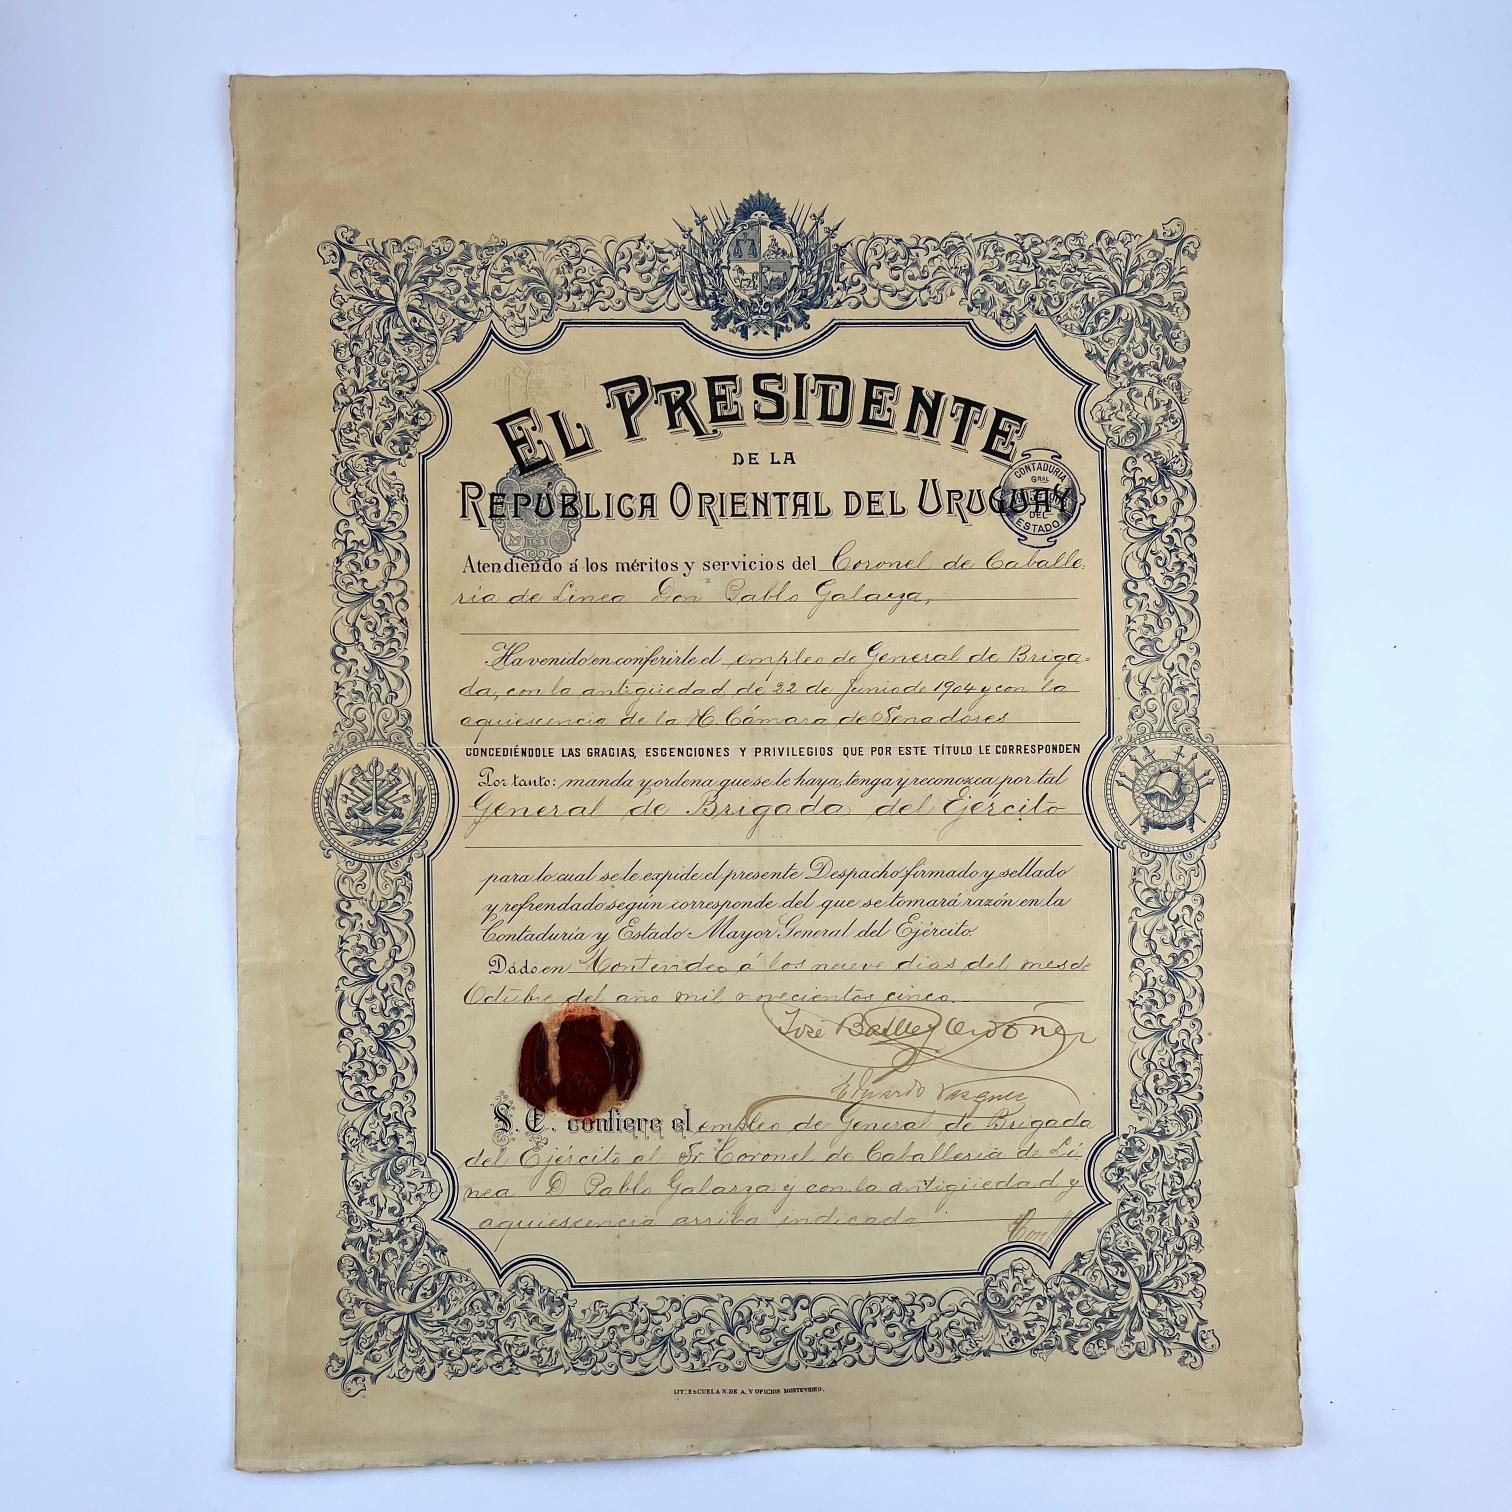 EL PRESIDENTE
DE LA
REPÚBLICA ORIENTAL DEL URUGUAY
CONTADURIA
GRAL
DEL
ESTADO
Atendiendo á los méritos y servicios del Coronel de Caballe-
ria de Linea Don Pablo Galarza,
Ha venido en conferirle el empleo de General de Briga=
da, con la antigüedad de 22 de Junio de 1904 y con la
aquiescencia de la H. Cámara de Senadores
CONCEDIÉNDOLE LAS GRACIAS, ESGENCIONES Y PRIVILEGIOS QUE POR ESTE TÍTULO LE CORRESPONDEN
Por tanto: manda y ordena que se le haya, tenga y reconozca por tal
General de Brigada del Ejército
para lo cual se le expide el presente Despacho firmado y sellado
y refrendado según corresponde del que se tomará razón en la
Contaduría y Estado Mayor General del Ejército.
Dádo en Montevideo á los nueve dias del mes de
Octubre del año mil novecientos cinco.
José Batlle y Ordóñez
Eduardo Vazquez
S. E. confiere el empleo de General de Brigada
del Ejército al Sr. Coronel de Caballeria de Lí-
nea D Pablo Galarza y con la antigüedad y
aquiescencia arriba indicada
LIT. ESCUELA N. DE A. Y OFICIOS MONTEVIDEO.